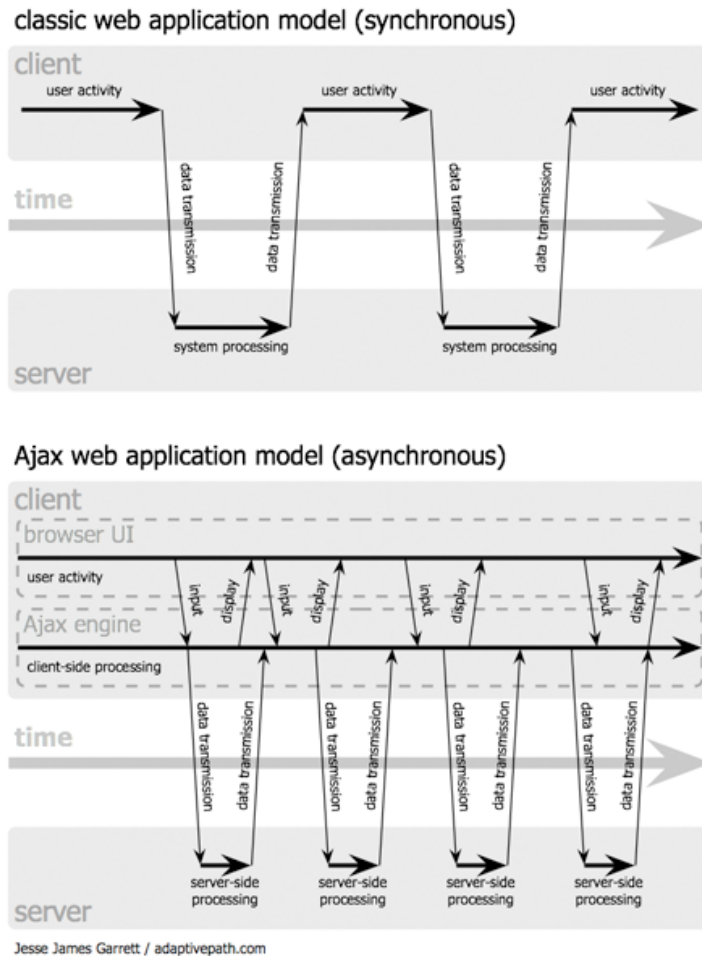 classic web application model (synchronous)
client
user activity
user activity
user activity
data transmission
data transmission
data transmission
data transmission
time
system processing
system processing
server
Ajax web application model (asynchronous)
client
browser UI
user activity
input
display
input
display
input
display
input
display
Ajax engine
client-side processing
data transmission
data transmission
data transmission
data transmission
data transmission
data transmission
data transmission
data transmission
time
server-side
processing
server-side
processing
server-side
processing
server-side
processing
server
Jesse James Garrett / adaptivepath.com